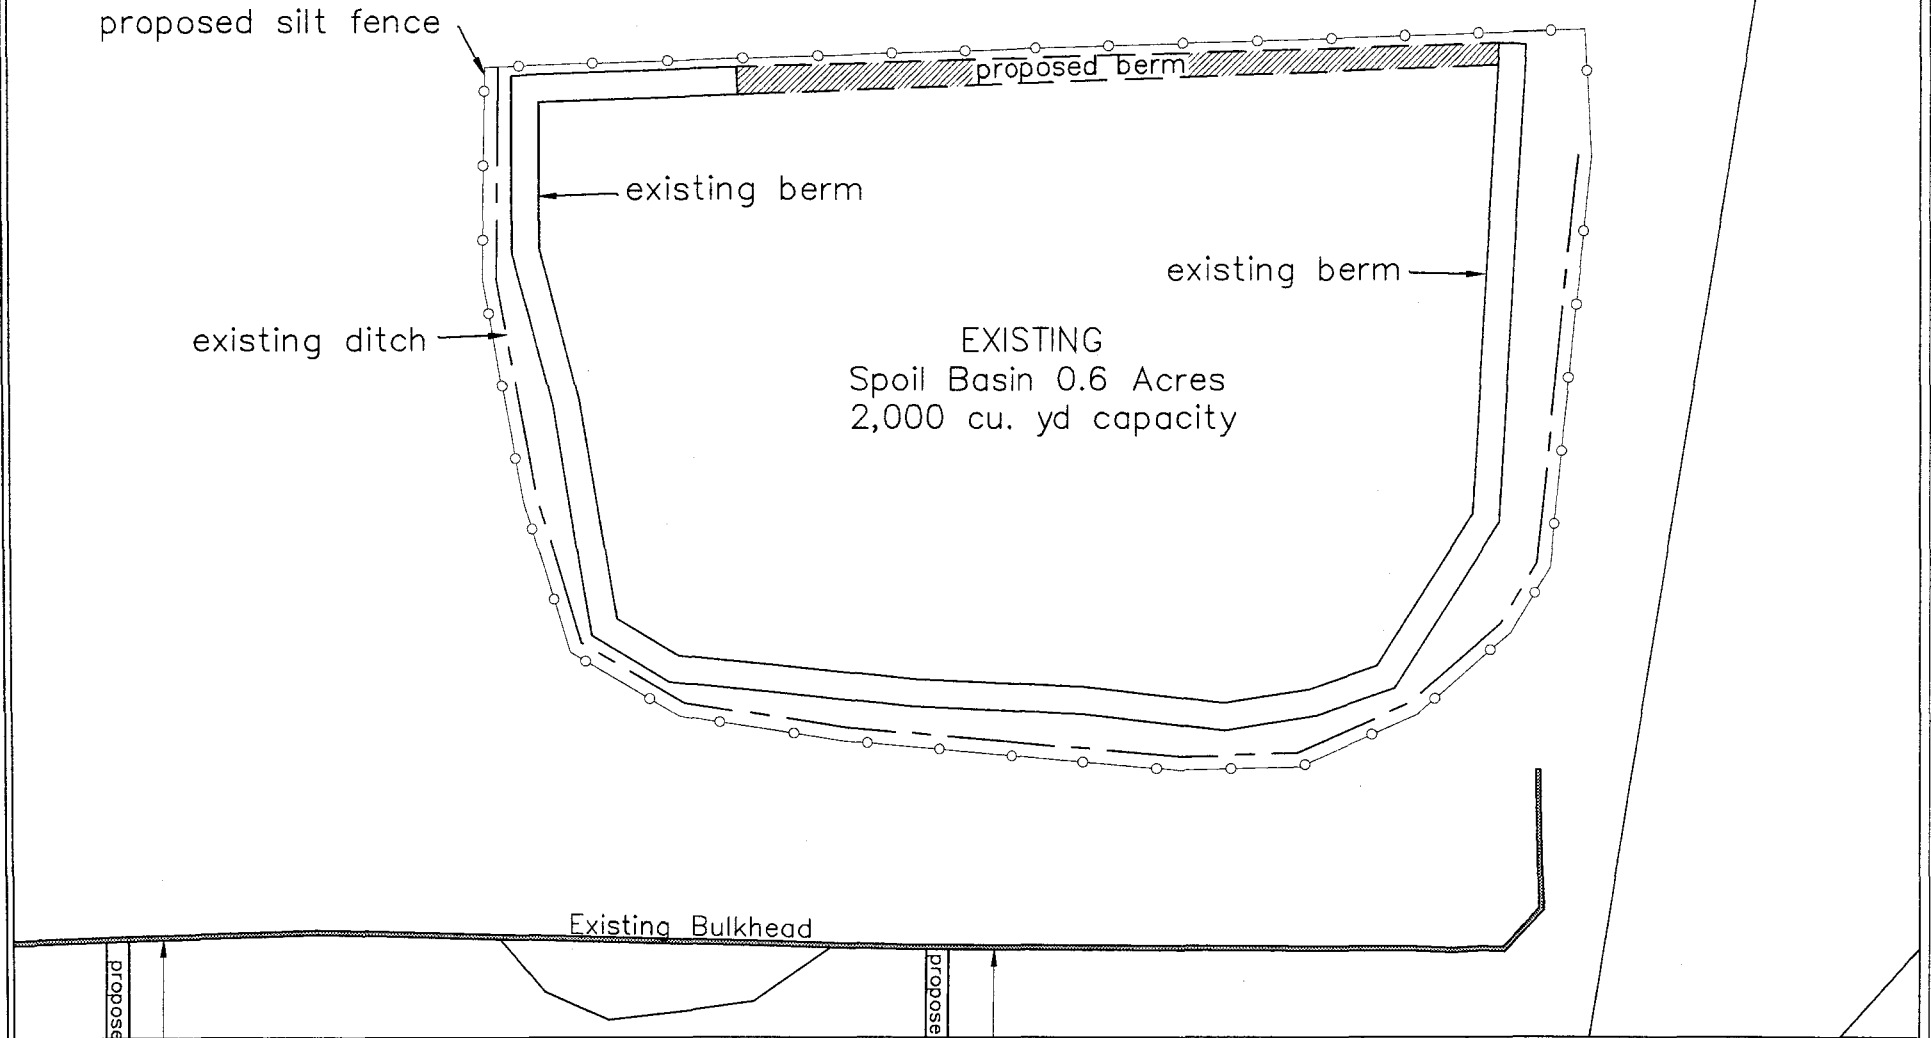 proposed silt fence
proposed berm
existing berm
existing berm
existing ditch
EXISTING
Spoil Basin 0.6 Acres
2,000 cu. yd capacity
Existing Bulkhead
propose
propose